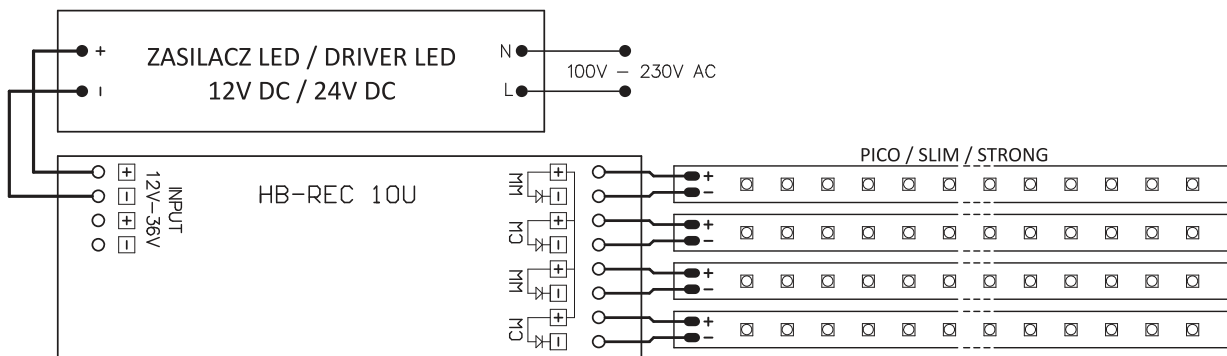 ZASILACZ LED / DRIVER LED
12V DC / 24V DC
+
-
N
L
100V - 230V AC
HB-REC 10U
INPUT
12V-36V
+
-
+
-
WW
+
-
CW
+
-
WW
+
-
CW
+
-
PICO / SLIM / STRONG
+
-
+
-
+
-
+
-